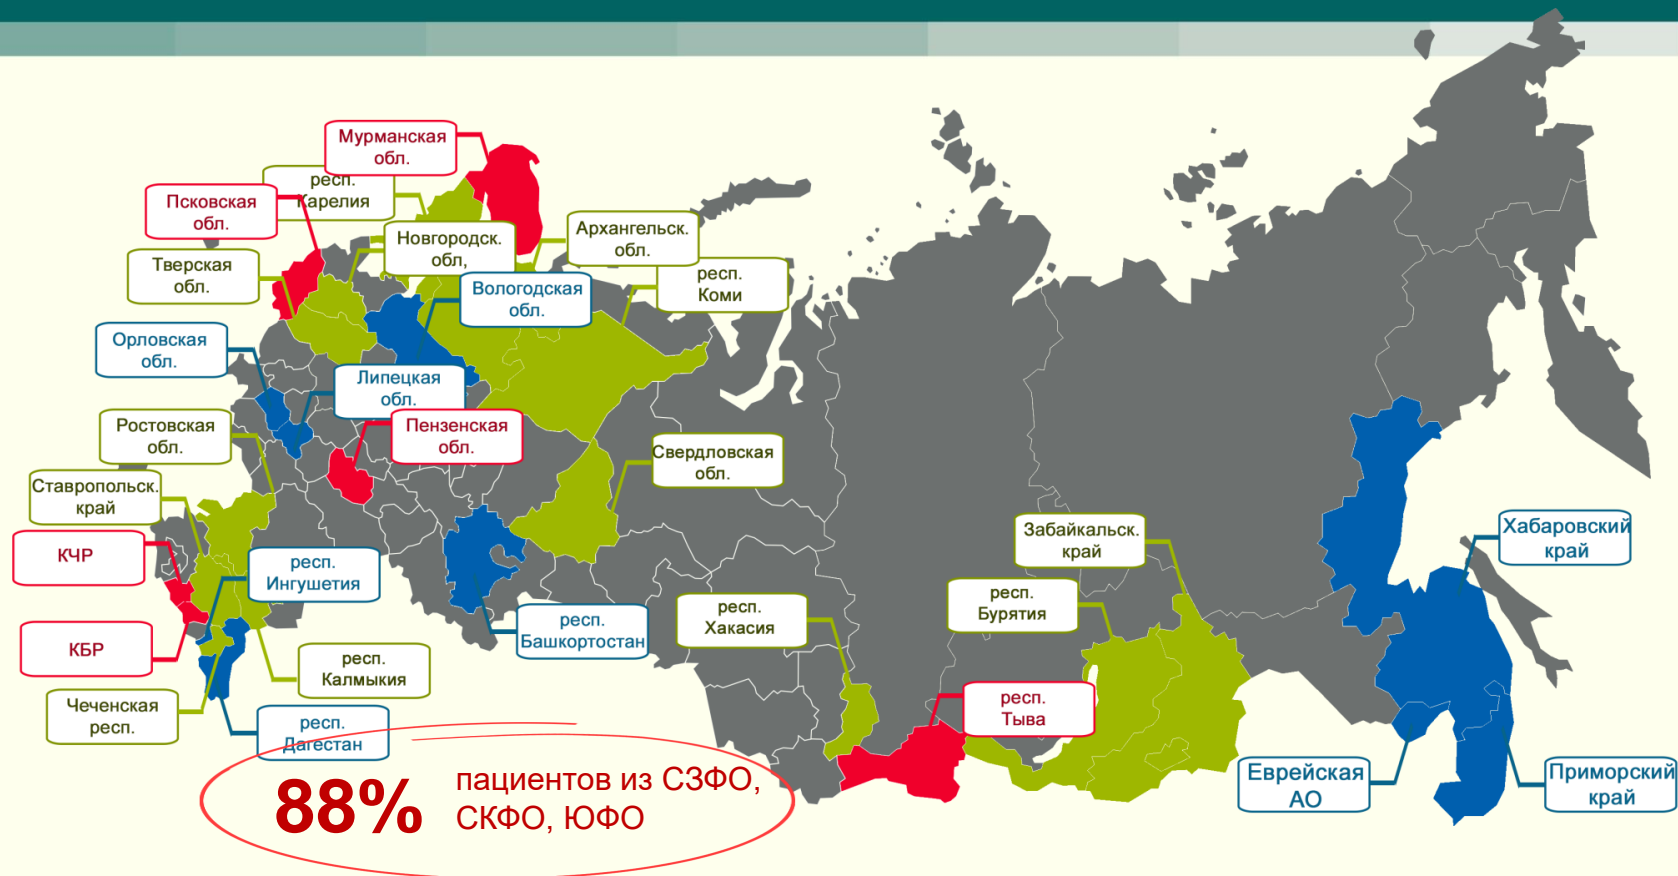 Мурманская
обл.
респ.
Карелия
Псковская
обл.
Новгородск.
обл,
Архангельск.
обл.
Тверская
обл.
респ.
Коми
Вологодская
обл.
Орловская
обл.
Липецкая
обл.
Ростовская
обл.
Пензенская
обл.
Свердловская
обл.
Ставропольск.
край
КЧР
респ.
Ингушетия
Забайкальск.
край
Хабаровский
край
респ.
Бурятия
респ.
Хакасия
респ.
Башкортостан
КБР
респ.
Калмыкия
Чеченская
респ.
респ.
Дагестан
респ.
Тыва
Еврейская
АО
Приморский
край
88%
пациентов из СЗФО,
СКФО, ЮФО